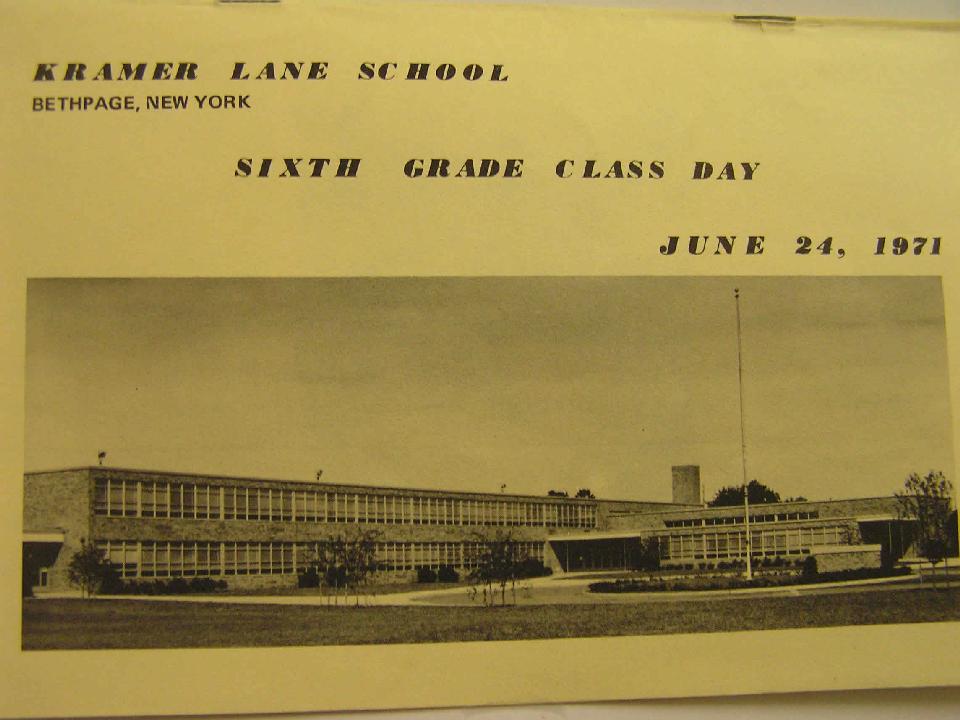 KRAMER LANE SCHOOL
BETHPAGE, NEW YORK
SIXTH GRADE CLASS DAY
JUNE 24, 1971